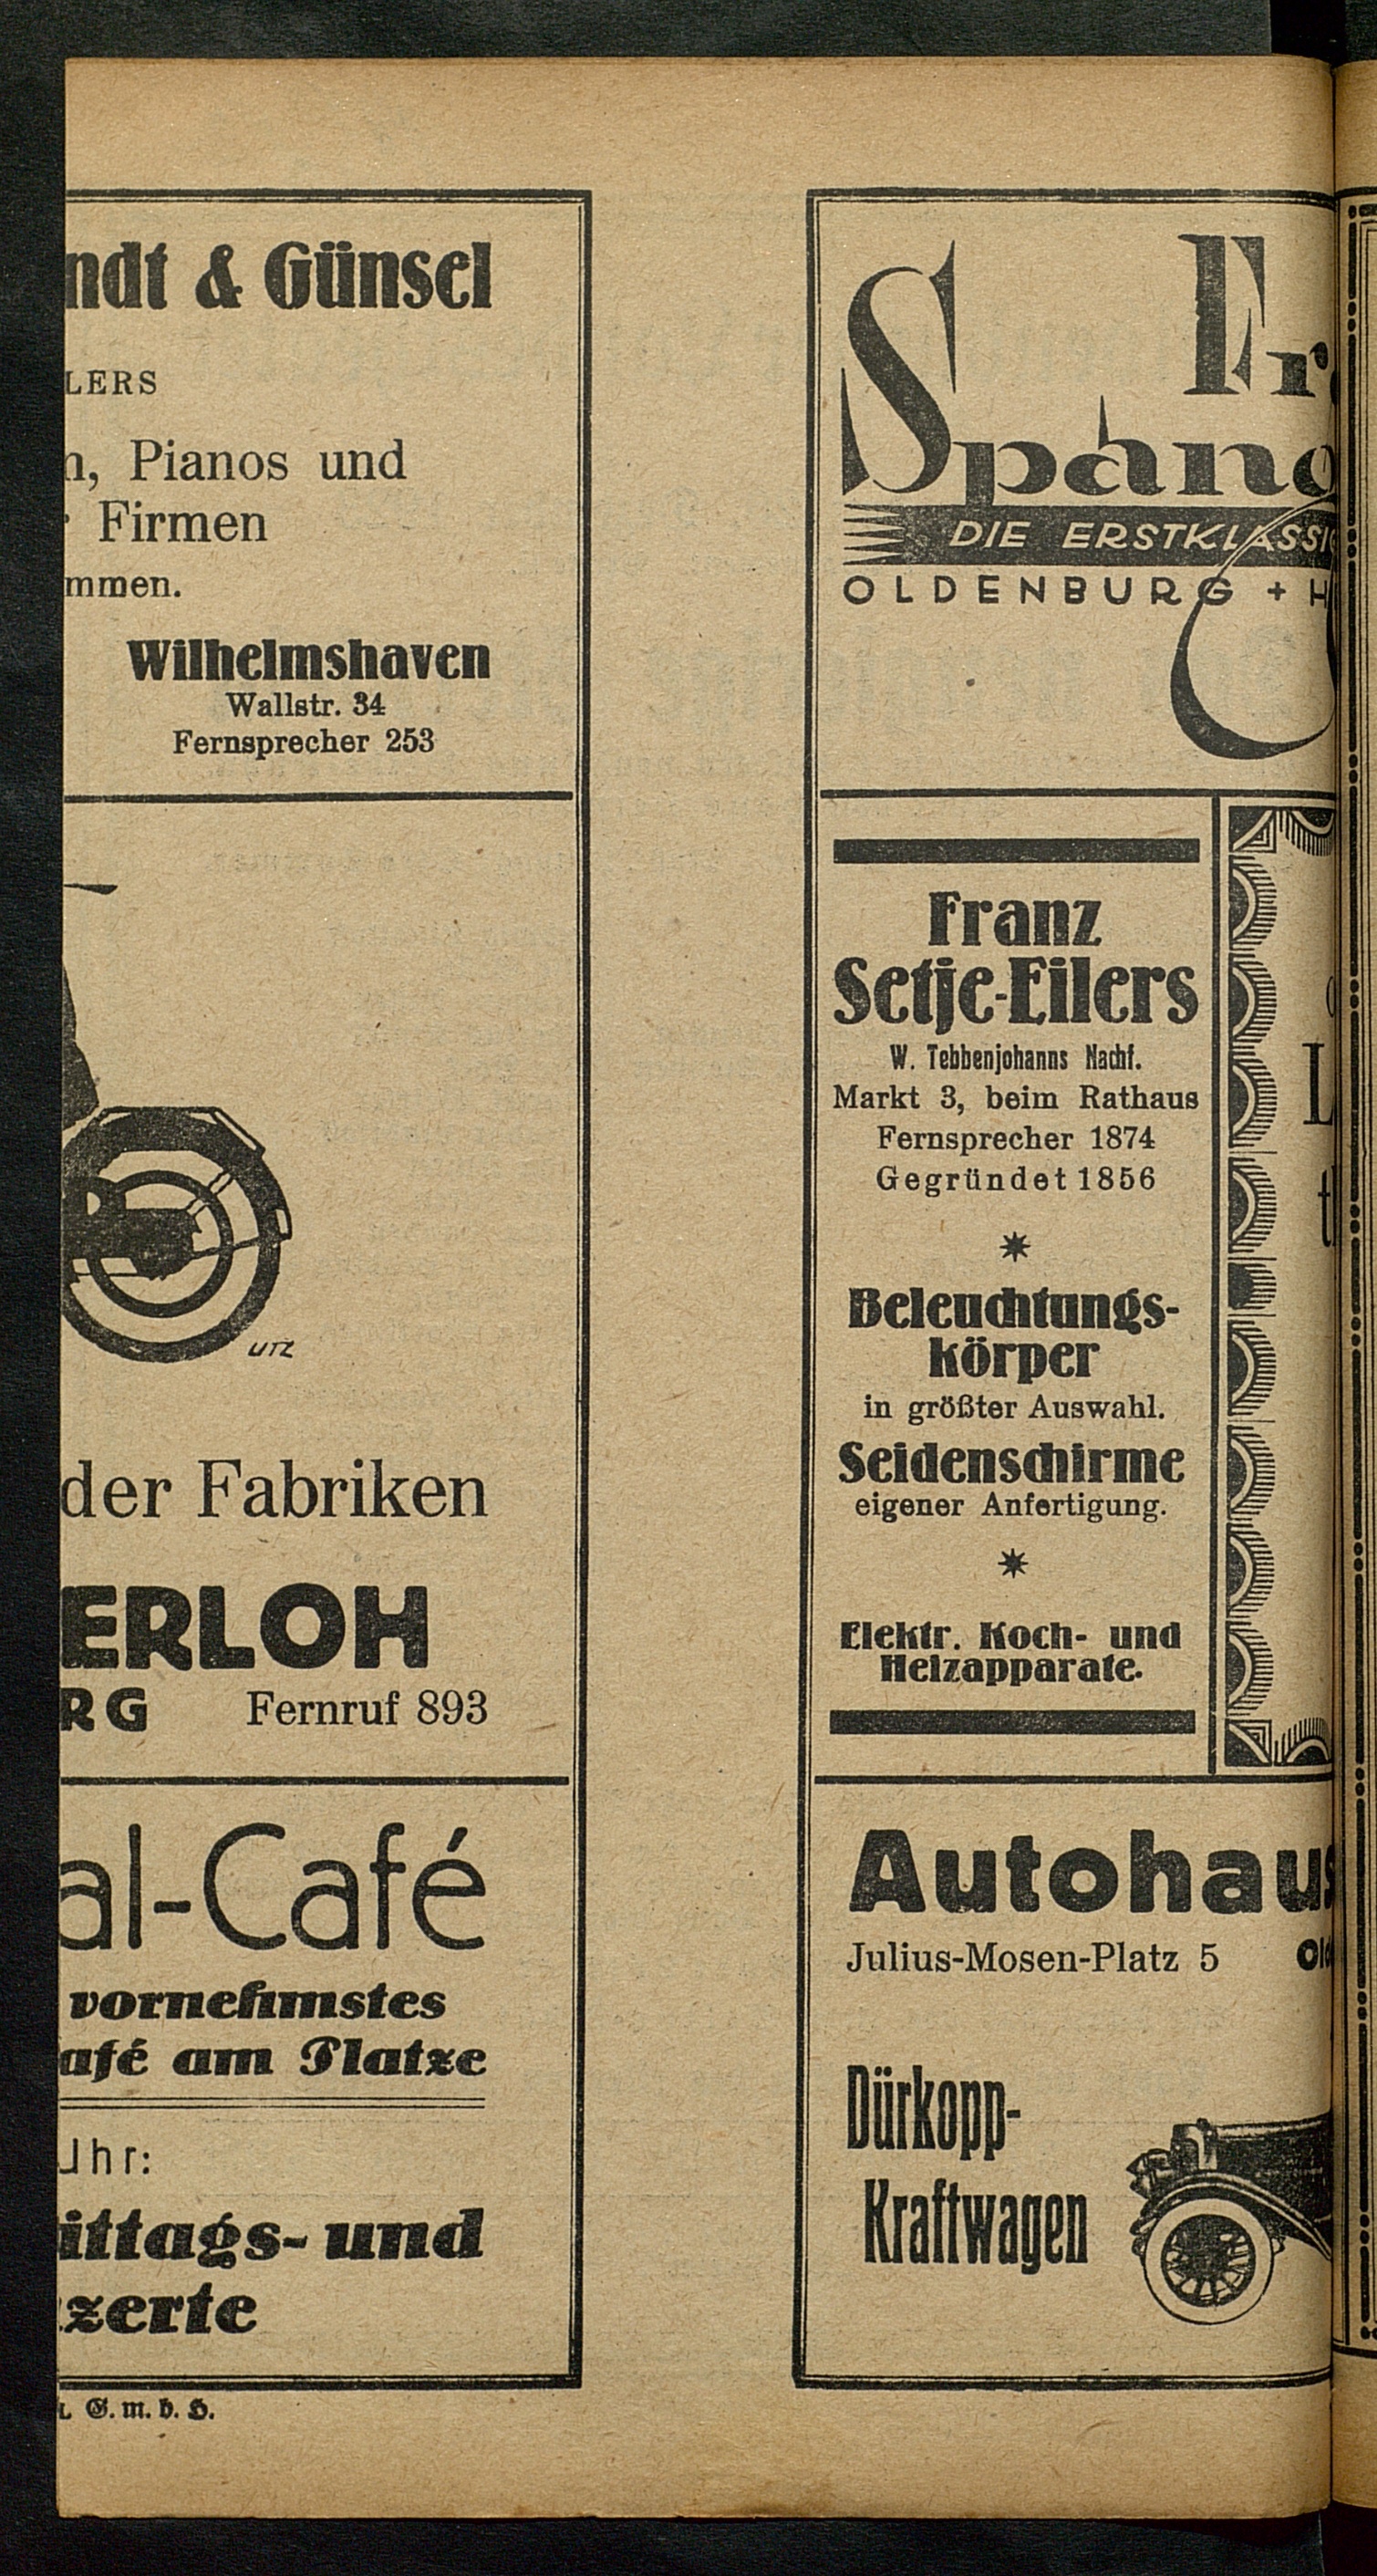 ndt & Günsel
LERS
n, Pianos und
Firmen
mmen.
Wilhelmshaven
Wallstr. 34
Fernsprecher 253
UTZ
der Fabriken
ERLOH
RG Fernruf 893
al-Café
vornehmstes
afé am Platze
Uhr:
ittags- und
zerte
G. m. b. H.
Fr
Spang
DIE ERSTKLASSI
OLDENBURG + H
Franz
Setje-Eilers
W. Tebbenjohanns Nachf.
Markt 3, beim Rathaus
Fernsprecher 1874
Gegründet 1856
Beleuchtungs-
körper
in größter Auswahl.
Seidenschirme
eigener Anfertigung.
Elektr. Koch- und
Heizapparate.
L
t
Autohaus
Julius-Mosen-Platz 5 Old
Dürkopp-
Kraftwagen